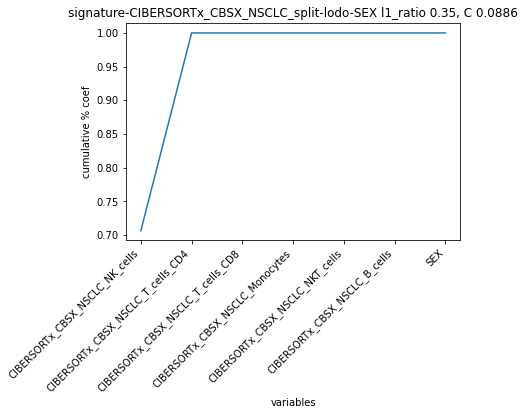 signature-CIBERSORTx_CBSX_NSCLC_split-lodo-SEX l1_ratio 0.35, C 0.0886
1.00
0.95
0.90
0.85
0.80
0.75
0.70
cumulative % coef
CIBERSORTx_CBSX_NSCLC_NK_cells
CIBERSORTx_CBSX_NSCLC_T_cells_CD4
CIBERSORTx_CBSX_NSCLC_T_cells_CD8
CIBERSORTx_CBSX_NSCLC_Monocytes
CIBERSORTx_CBSX_NSCLC_NKT_cells
CIBERSORTx_CBSX_NSCLC_B_cells
SEX
variables